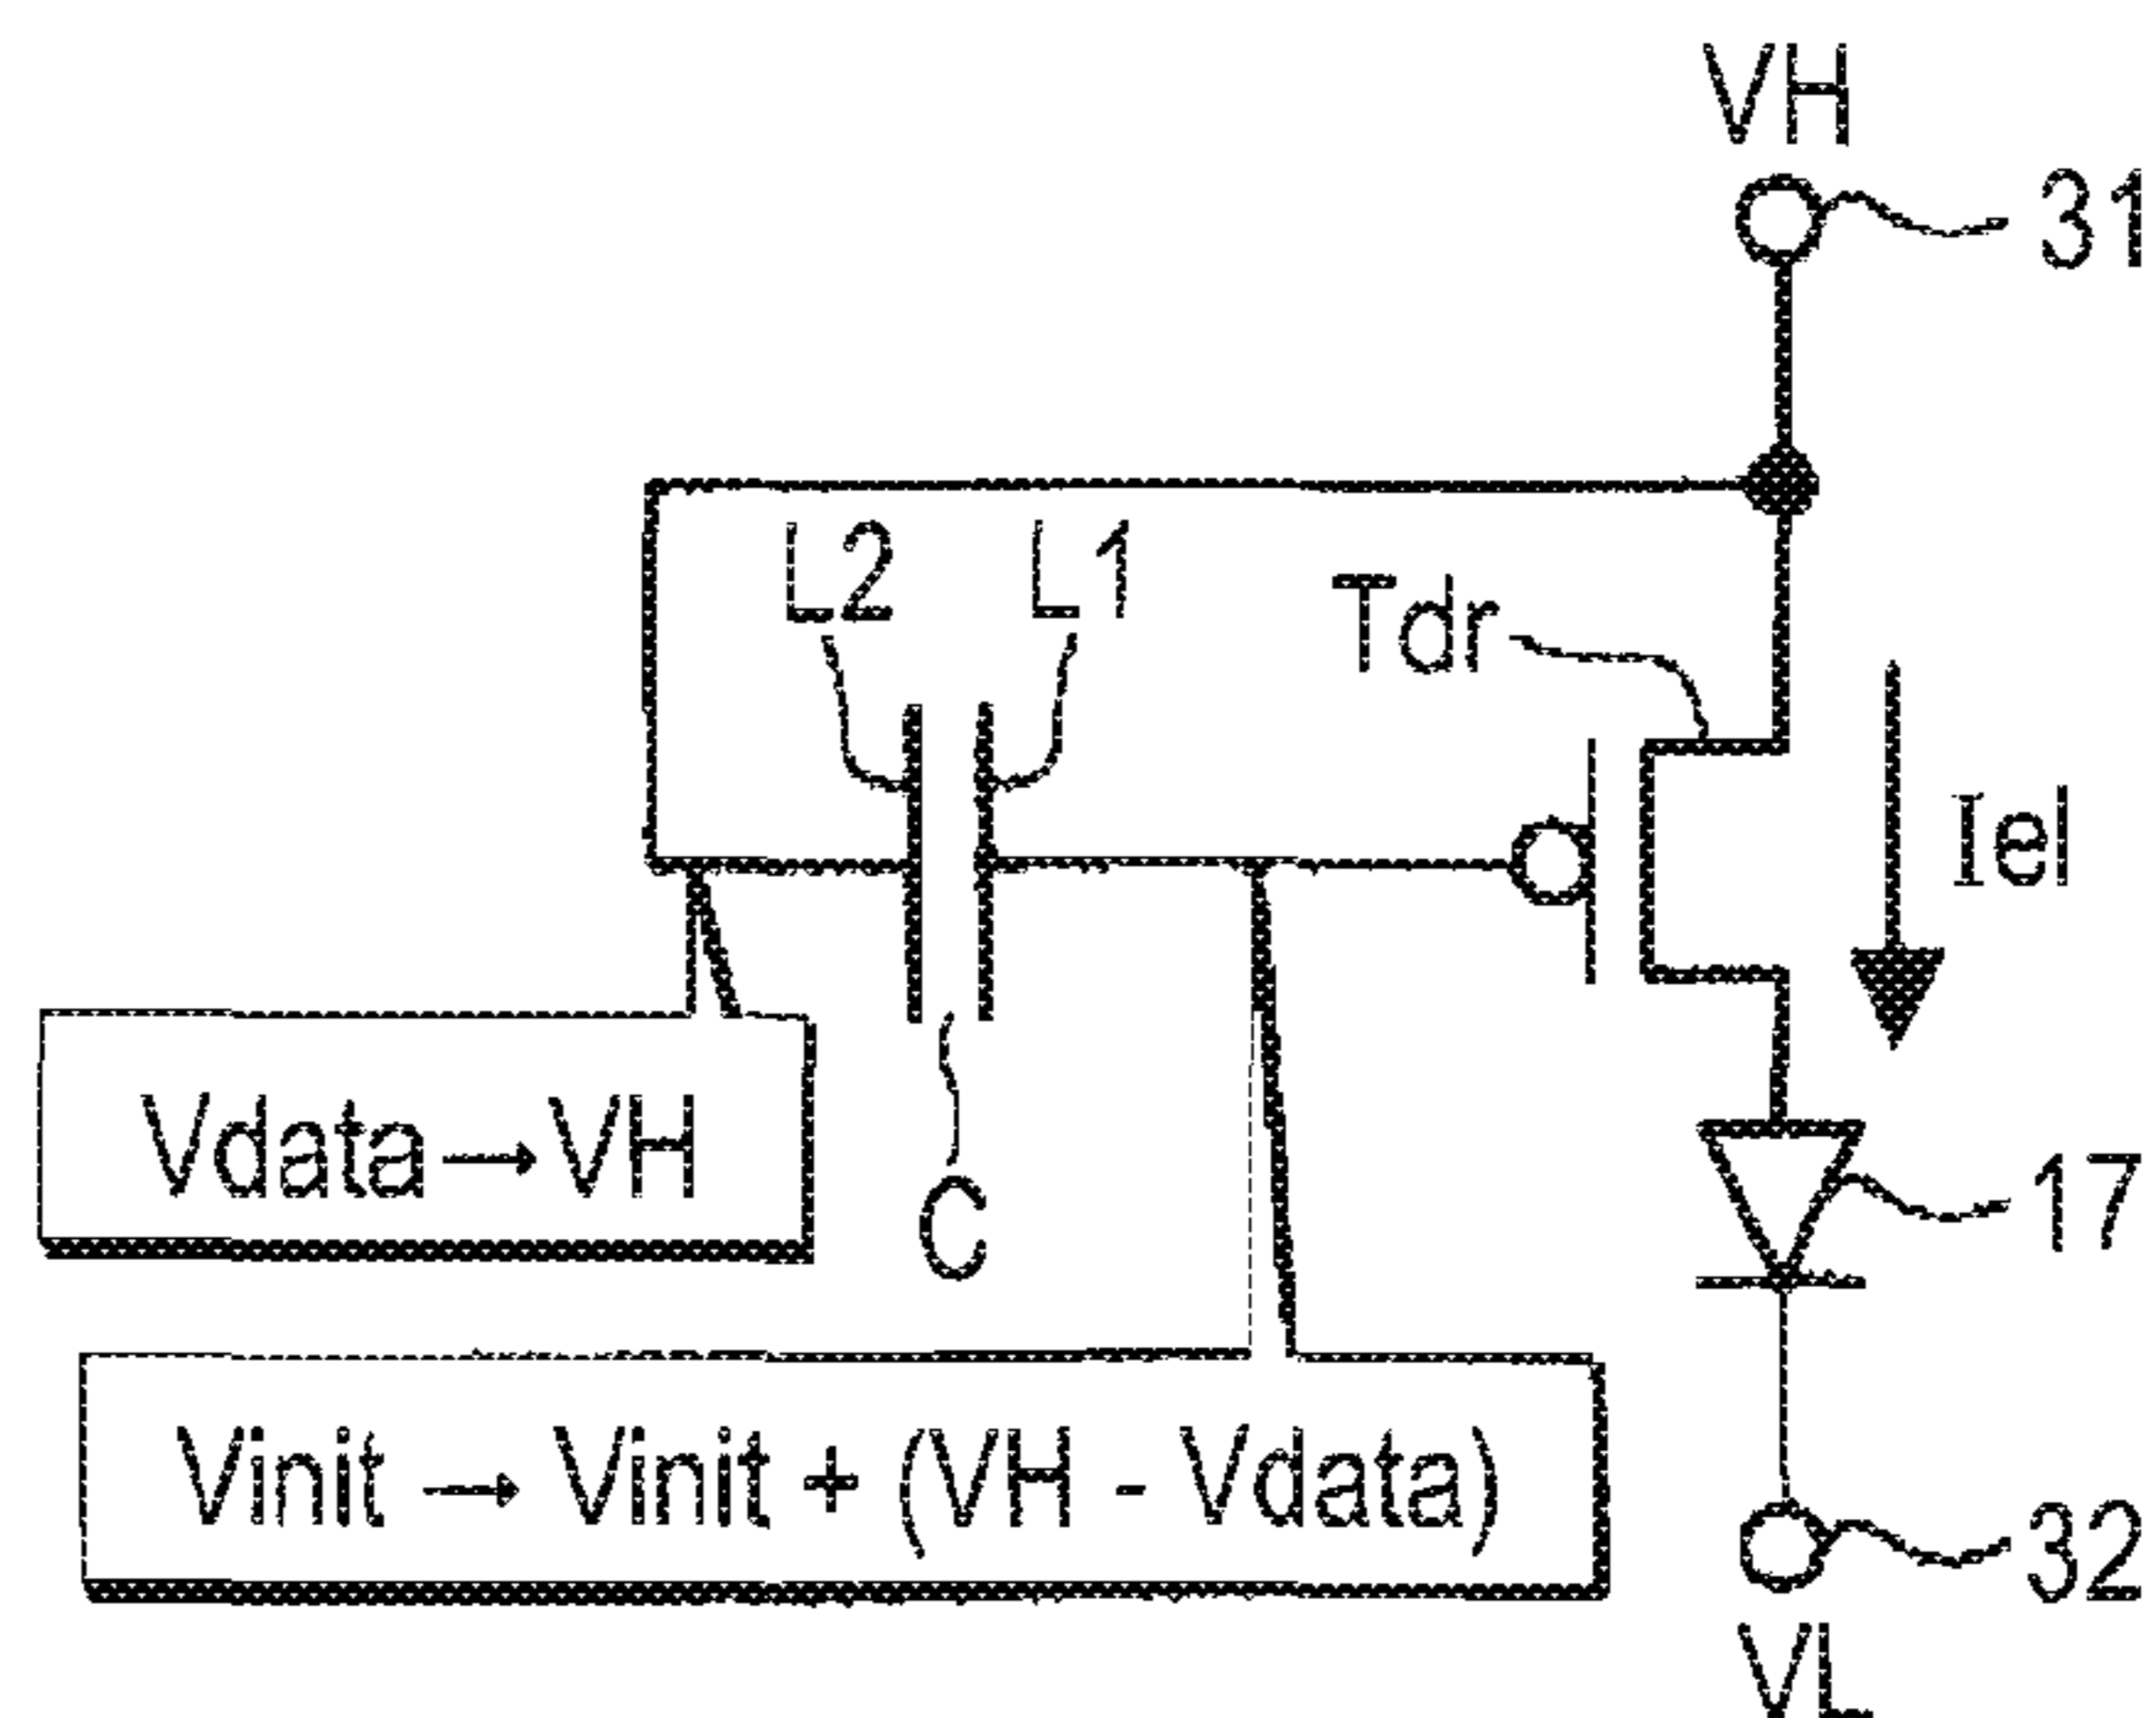 VH
31
L2
L1
Tdr
Iel
Vdata→VH
C
17
Vinit → Vinit + (VH - Vdata)
32
VL